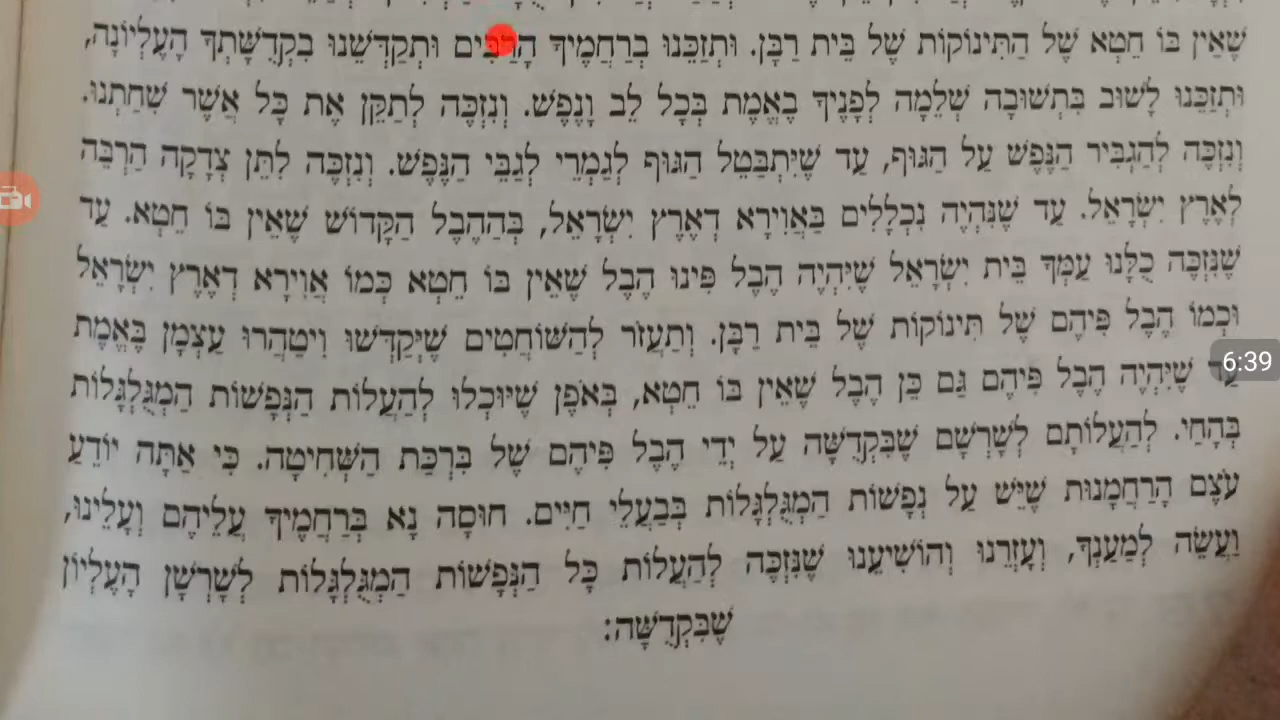 שֶׁאֵין בּוֹ חֵטְא שֶׁל הַתִּינוֹקוֹת שֶׁל בֵּית רַבָּן. וּתְזַכֵּנוּ בְּרַחֲמֶיךָ הָרַבִּים וּתְקַדְּשֵׁנוּ בִּקְדֻשָּׁתְךָ הָעֶלְיוֹנָה,
וּתְזַכֵּנוּ לָשׁוּב בִּתְשׁוּבָה שְׁלֵמָה לְפָנֶיךָ בֶּאֱמֶת בְּכָל לֵב וָנֶפֶשׁ. וְנִזְכֶּה לְתַקֵּן אֶת כָּל אֲשֶׁר שִׁחַתְנוּ.
וְנִזְכֶּה לְהַגְבִּיר הַנֶּפֶשׁ עַל הַגּוּף, עַד שֶׁיִּתְבַּטֵּל הַגּוּף לְגַמְרֵי לְגַבֵּי הַנֶּפֶשׁ. וְנִזְכֶּה לִתֵּן צְדָקָה הַרְבֵּה
לְאֶרֶץ יִשְׂרָאֵל. עַד שֶׁנִּהְיֶה נִכְלָלִים בַּאֲוִירָא דְאֶרֶץ יִשְׂרָאֵל, בְּהַהֶבֶל הַקָּדוֹשׁ שֶׁאֵין בּוֹ חֵטְא. עַד
שֶׁנִּזְכֶּה כֻלָּנוּ עַמְּךָ בֵּית יִשְׂרָאֵל שֶׁיִּהְיֶה הֶבֶל פִּינוּ הֶבֶל שֶׁאֵין בּוֹ חֵטְא כְּמוֹ אֲוִירָא דְאֶרֶץ יִשְׂרָאֵל
וּכְמוֹ הֶבֶל פִּיהֶם שֶׁל תִּינוֹקוֹת שֶׁל בֵּית רַבָּן. וְתַעֲזֹר לְהַשּׁוֹחֲטִים שֶׁיְּקַדְּשׁוּ וִיטַהֲרוּ עַצְמָן בֶּאֱמֶת
עַד שֶׁיִּהְיֶה הֶבֶל פִּיהֶם גַּם כֵּן הֶבֶל שֶׁאֵין בּוֹ חֵטְא, בְּאֹפֶן שֶׁיּוּכְלוּ לְהַעֲלוֹת הַנְּפָשׁוֹת הַמְגֻלְגָּלוֹת
בְּהַחַי. לְהַעֲלוֹתָם לְשָׁרְשָׁם שֶׁבִּקְדֻשָּׁה עַל יְדֵי הֶבֶל פִּיהֶם שֶׁל בִּרְכַּת הַשְּׁחִיטָה. כִּי אַתָּה יוֹדֵעַ
עֹצֶם הָרַחֲמָנוּת שֶׁיֵּשׁ עַל נְפָשׁוֹת הַמְגֻלְגָּלוֹת בְּבַעֲלֵי חַיִּים. חוּסָה נָא בְּרַחֲמֶיךָ עֲלֵיהֶם וְעָלֵינוּ,
וַעֲשֵׂה לְמַעֲנְךָ, וְעָזְרֵנוּ וְהוֹשִׁיעֵנוּ שֶׁנִּזְכֶּה לְהַעֲלוֹת כָּל הַנְּפָשׁוֹת הַמְגֻלְגָּלוֹת לְשָׁרְשָׁן הָעֶלְיוֹן
שֶׁבִּקְדֻשָּׁה:
6:39